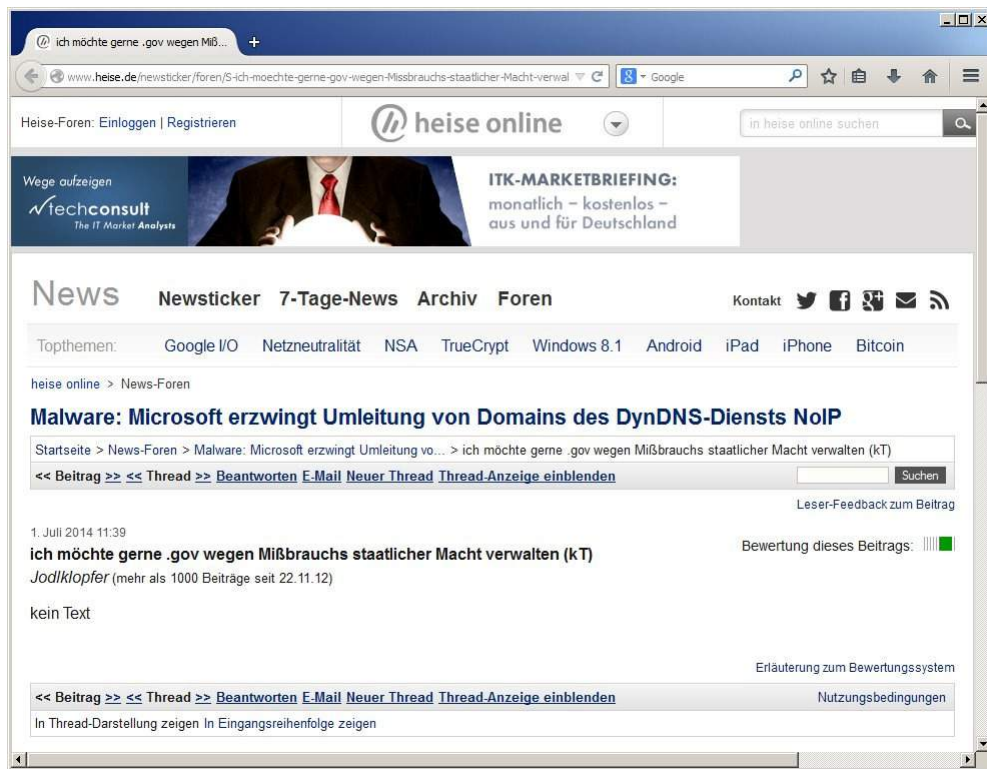 ich möchte gerne .gov wegen Miß...
www.heise.de/newsticker/foren/S-ich-moechte-gerne-gov-wegen-Missbrauchs-staatlicher-Macht-verwal
Google
Heise-Foren: Einloggen | Registrieren
heise online
in heise online suchen
Wege aufzeigen
techconsult
The IT Market Analysts
ITK-MARKETBRIEFING:
monatlich – kostenlos –
aus und für Deutschland
News Newsticker 7-Tage-News Archiv Foren Kontakt
Topthemen: Google I/O Netzneutralität NSA TrueCrypt Windows 8.1 Android iPad iPhone Bitcoin
heise online > News-Foren
Malware: Microsoft erzwingt Umleitung von Domains des DynDNS-Diensts NoIP
Startseite > News-Foren > Malware: Microsoft erzwingt Umleitung vo... > ich möchte gerne .gov wegen Mißbrauchs staatlicher Macht verwalten (kT)
<< Beitrag >> << Thread >> Beantworten E-Mail Neuer Thread Thread-Anzeige einblenden Suchen
Leser-Feedback zum Beitrag
1. Juli 2014 11:39
ich möchte gerne .gov wegen Mißbrauchs staatlicher Macht verwalten (kT)
Bewertung dieses Beitrags:
Jodlklopfer (mehr als 1000 Beiträge seit 22.11.12)
kein Text
Erläuterung zum Bewertungssystem
<< Beitrag >> << Thread >> Beantworten E-Mail Neuer Thread Thread-Anzeige einblenden Nutzungsbedingungen
In Thread-Darstellung zeigen In Eingangsreihenfolge zeigen